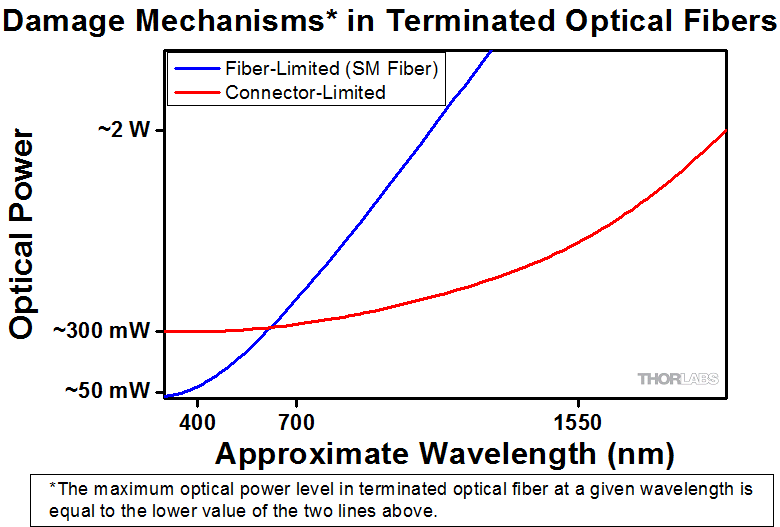 Damage Mechanisms* in Terminated Optical Fibers
Fiber-Limited (SM Fiber)
Connector-Limited
Optical Power
~2 W
~300 mW
~50 mW
THORLABS
400
700
1550
Approximate Wavelength (nm)
*The maximum optical power level in terminated optical fiber at a given wavelength is
equal to the lower value of the two lines above.